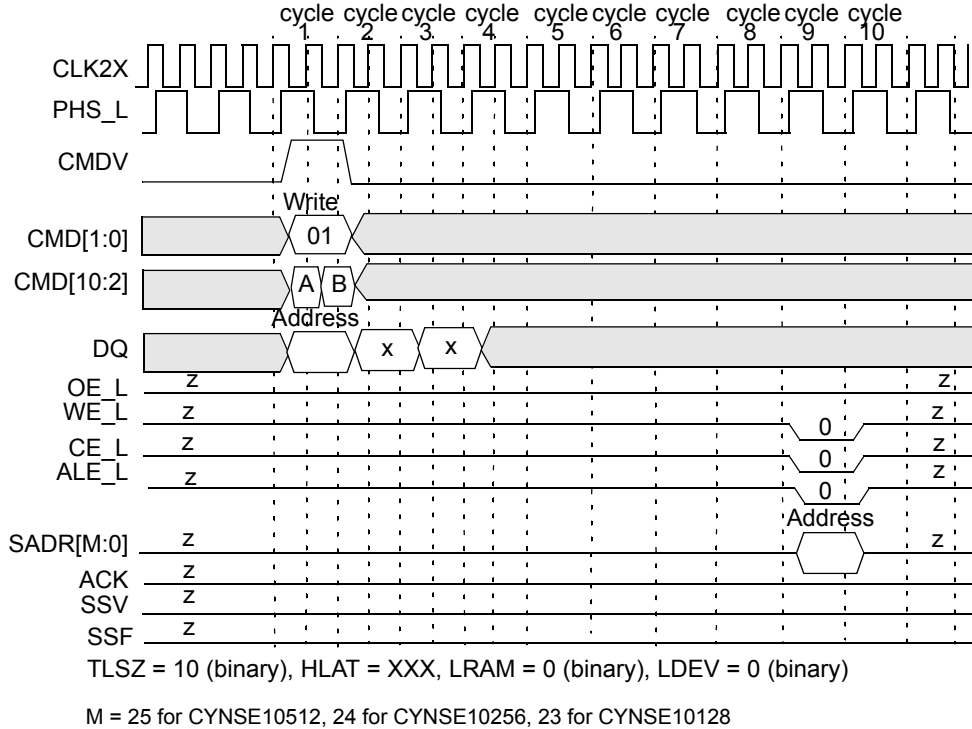 cycle cycle cycle cycle cycle cycle cycle cycle cycle cycle
1 2 3 4 5 6 7 8 9 10
CLK2X
PHS_L
CMDV
Write
CMD[1:0] 01
CMD[10:2] A B
Address
DQ x x
OE_L z z
WE_L z 0 z
CE_L z 0 z
ALE_L z 0 z
Address
SADR[M:0] z z
ACK z
SSV z
SSF z
TLSZ = 10 (binary), HLAT = XXX, LRAM = 0 (binary), LDEV = 0 (binary)
M = 25 for CYNSE10512, 24 for CYNSE10256, 23 for CYNSE10128